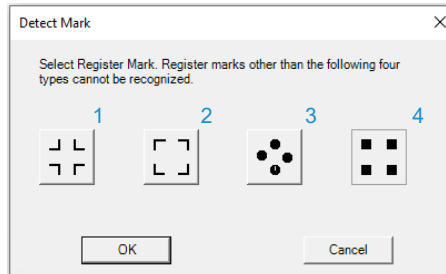 Detect Mark
Select Register Mark. Register marks other than the following four
types cannot be recognized.
1 2 3 4
OK Cancel